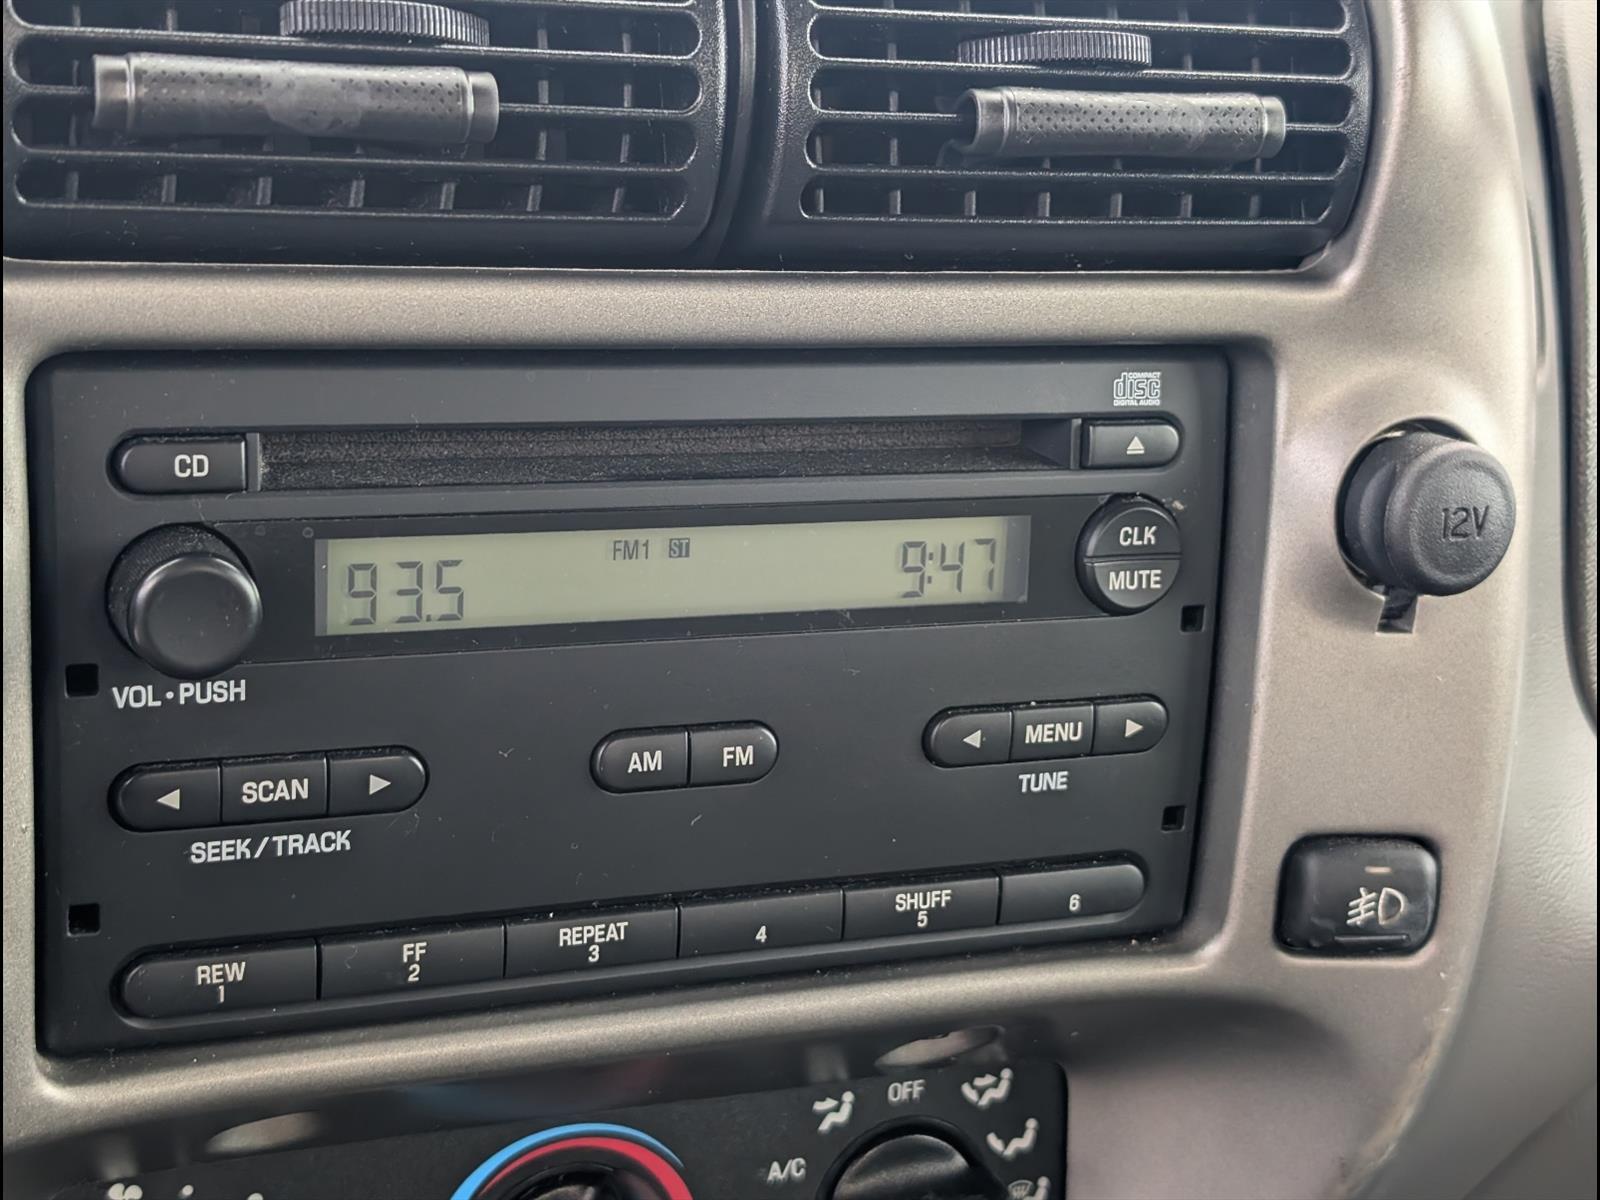 COMPACT
disc
DIGITAL AUDIO
CD
12V
CLK
FM1 ST
93.5 9:47
MUTE
VOL • PUSH
AM FM
MENU
SCAN
TUNE
SEEK / TRACK
SHUFF
5
6
REPEAT
3
4
FF
2
REW
1
OFF
A/C